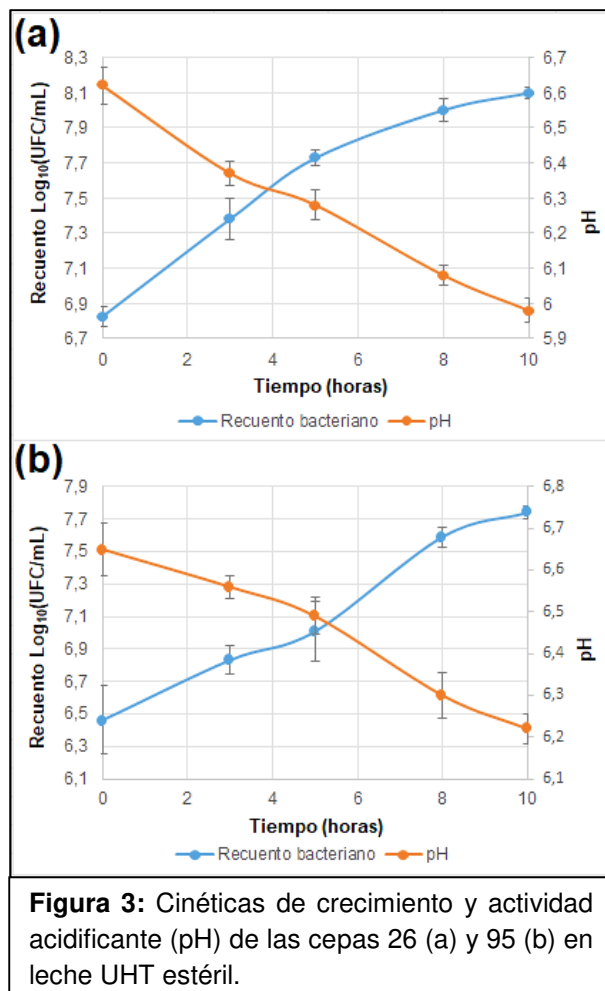 (a)
8,3
8,1
7,9
7,7
7,5
7,3
7,1
6,9
6,7
Recuento Log₁₀(UFC/mL)
6,7
6,6
6,5
6,4
6,3
6,2
6,1
6
5,9
pH
0 2 4 6 8 10
Tiempo (horas)
Recuento bacteriano pH
(b)
7,9
7,7
7,5
7,3
7,1
6,9
6,7
6,5
6,3
6,1
Recuento Log₁₀(UFC/mL)
6,8
6,7
6,6
6,5
6,4
6,3
6,2
6,1
pH
0 2 4 6 8 10
Tiempo (horas)
Recuento bacteriano pH
Figura 3: Cinéticas de crecimiento y actividad
acidificante (pH) de las cepas 26 (a) y 95 (b) en
leche UHT estéril.